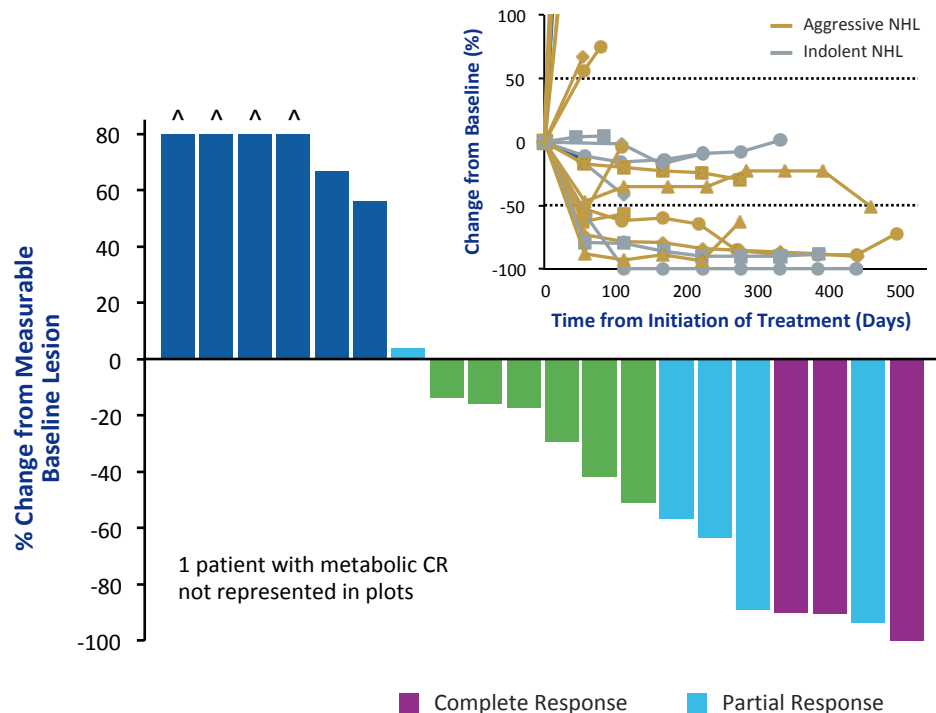 100
50
0
-50
-100
Change from Baseline (%)
Aggressive NHL
Indolent NHL
0 100 200 300 400 500
Time from Initiation of Treatment (Days)
^ ^ ^ ^
80
60
40
20
0
-20
-40
-60
-80
-100
% Change from Measurable
Baseline Lesion
1 patient with metabolic CR
not represented in plots
Complete Response
Partial Response